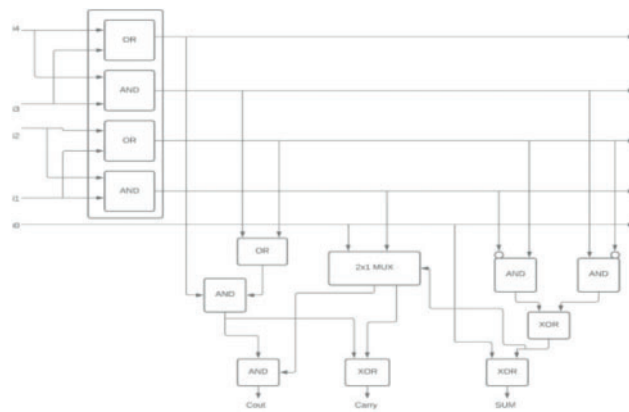 i4
OR
AND
i3
i2
OR
AND
i1
i0
OR
2x1 MUX
AND
AND
AND
XOR
AND
XOR
XOR
Cout
Carry
SUM